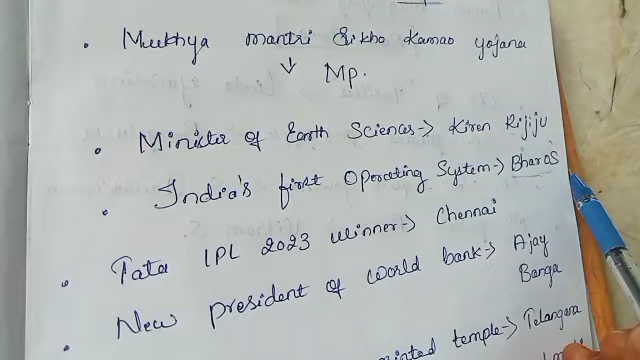 • Mukhya mantri Sikho Kamao yojana
↓ Mp.
• Minister of Earth Sciences → Kiren Rijiju
• India's first Operating System → BharOS
• Tata IPL 2023 winner → Chennai
• New president of world bank → Ajay
Banga
temple → Telangana